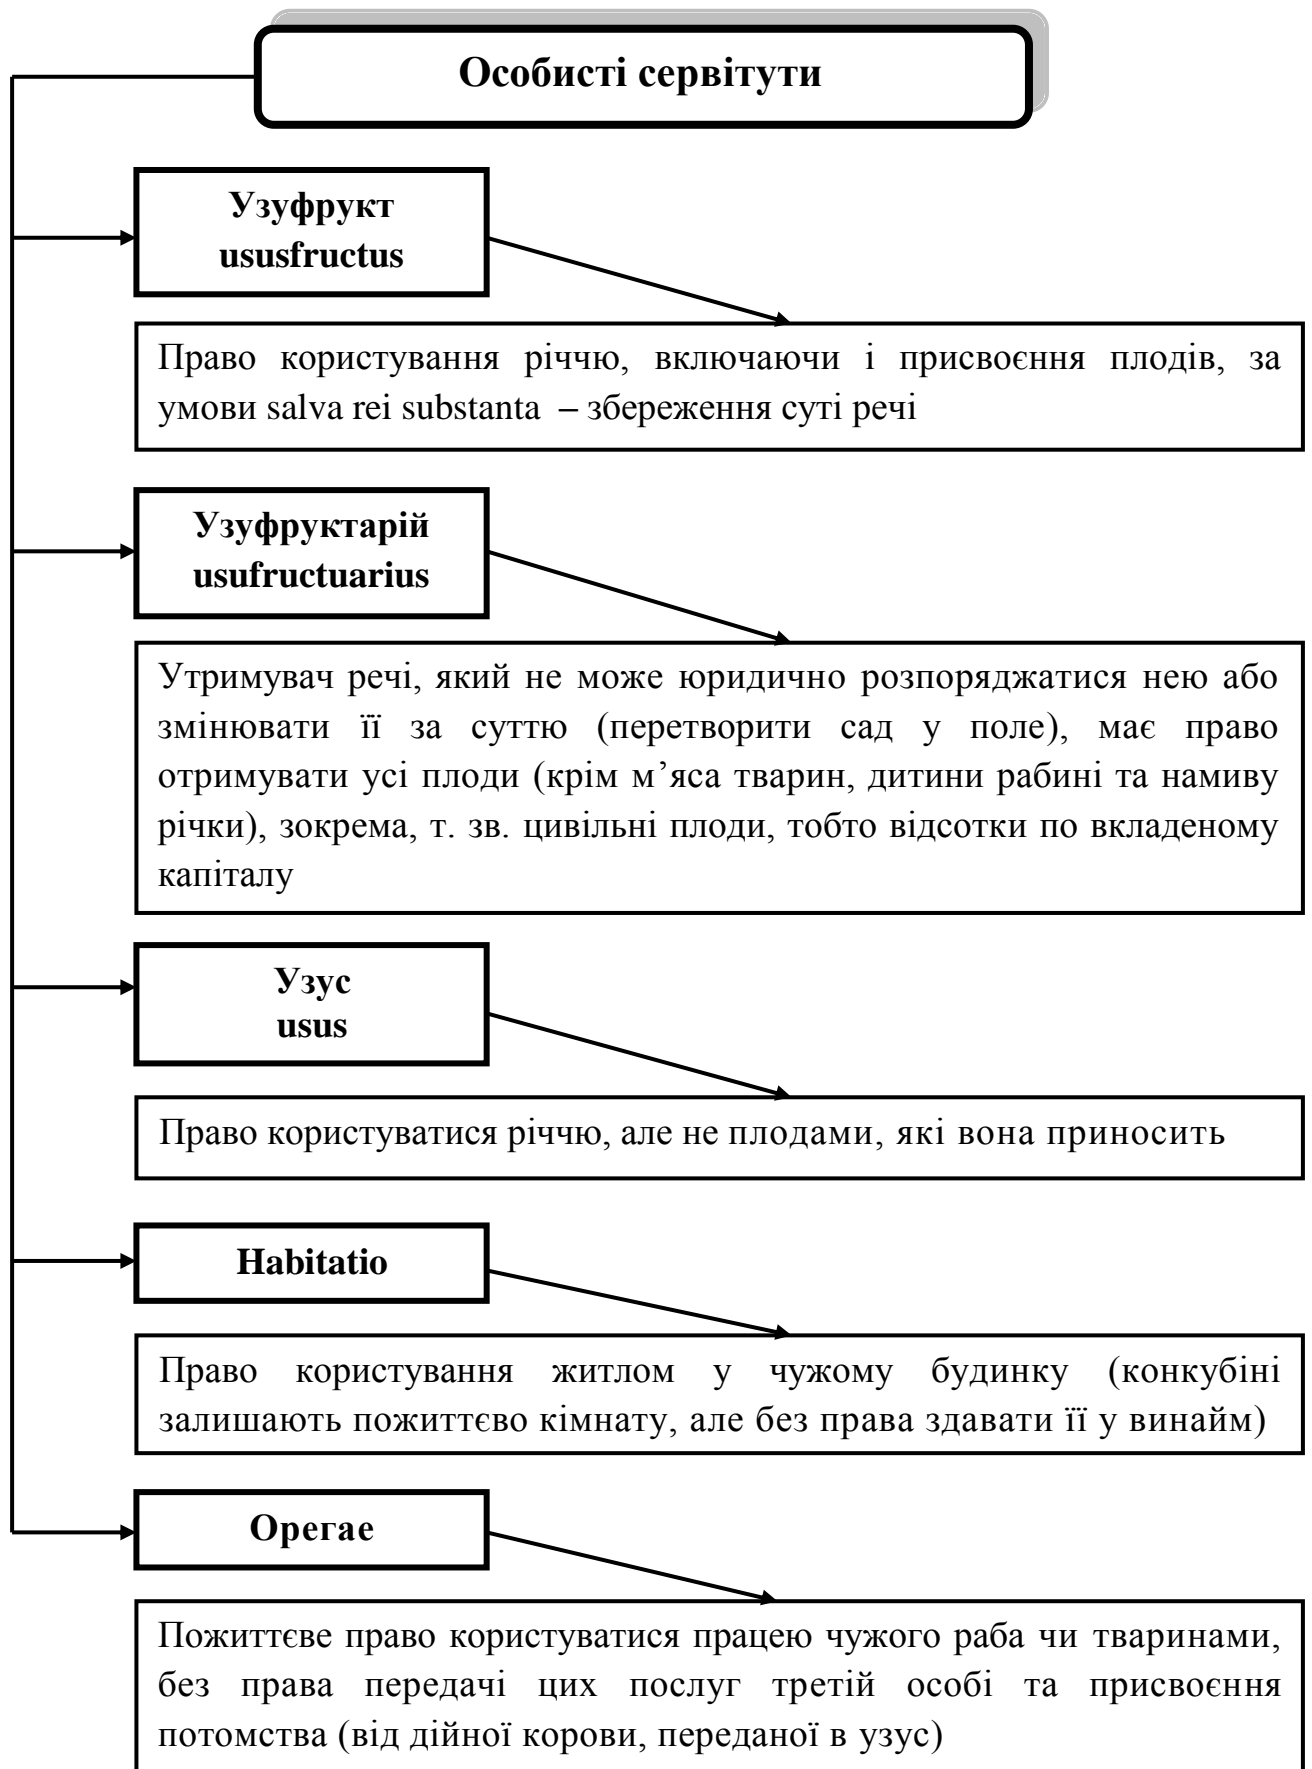 Особисті сервітути
Узуфрукт
ususfructus
Право користування річчю, включаючи і присвоєння плодів, за
умови salva rei substanta – збереження суті речі
Узуфруктарій
usufructuarius
Утримувач речі, який не може юридично розпоряджатися нею або
змінювати її за суттю (перетворити сад у поле), має право
отримувати усі плоди (крім м’яса тварин, дитини рабині та намиву
річки), зокрема, т. зв. цивільні плоди, тобто відсотки по вкладеному
капіталу
Узус
usus
Право користуватися річчю, але не плодами, які вона приносить
Habitatio
Право користування житлом у чужому будинку (конкубіні
залишають пожиттєво кімнату, але без права здавати її у винайм)
Орегае
Пожиттєве право користуватися працею чужого раба чи тваринами,
без права передачі цих послуг третій особі та присвоєння
потомства (від дійної корови, переданої в узус)